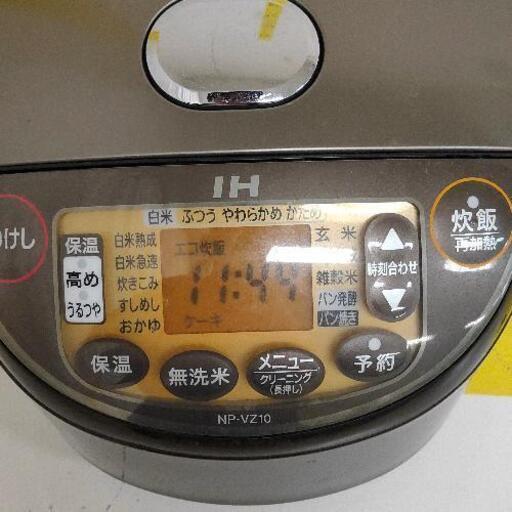 IH
白米 ふつう やわらかめ かため
けし
保温
高め
うるつや
白米熟成
白米急速
炊きこみ
すしめし
おかゆ
エコ炊飯
11:44
ケーキ
玄米
雑穀米
パン発酵
パン焼き
時刻合わせ
炊飯
再加熱
保温
無洗米
メニュー
クリーニング
(長押し)
予約
NP-VZ10